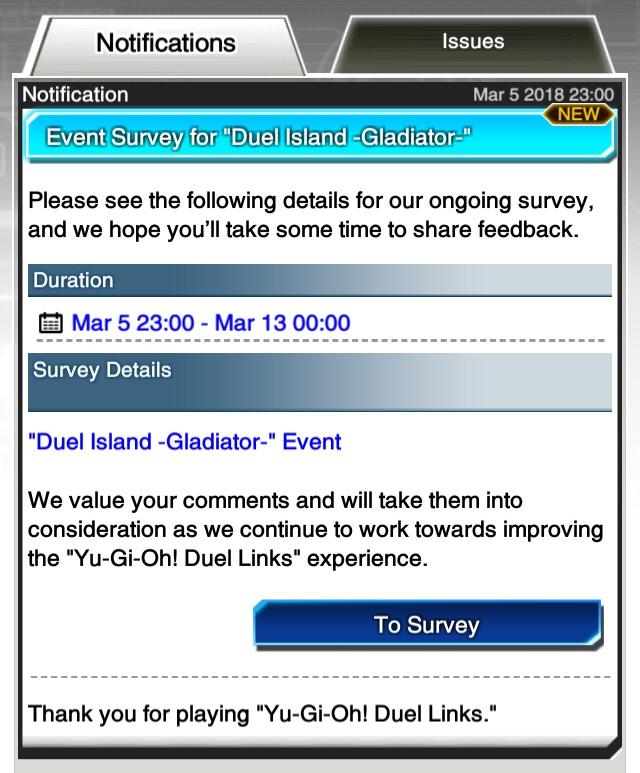 Notifications
Issues
Notification
Mar 5 2018 23:00
NEW
Event Survey for "Duel Island -Gladiator-"
Please see the following details for our ongoing survey,
and we hope you'll take some time to share feedback.
Duration
Mar 5 23:00 - Mar 13 00:00
Survey Details
"Duel Island -Gladiator-" Event
We value your comments and will take them into
consideration as we continue to work towards improving
the "Yu-Gi-Oh! Duel Links" experience.
To Survey
Thank you for playing "Yu-Gi-Oh! Duel Links."